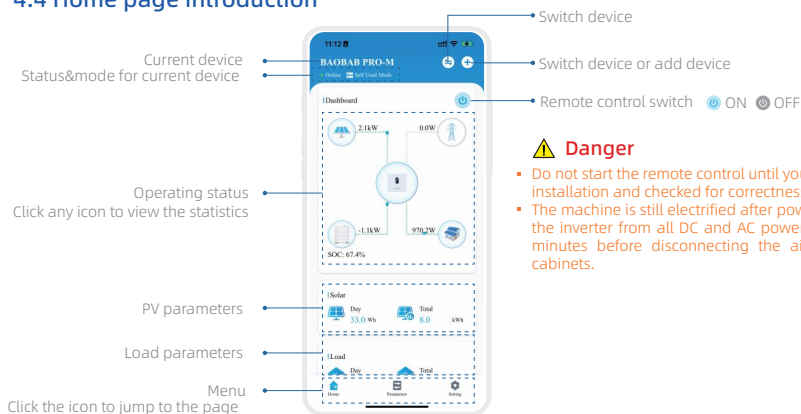 4.4 Home page introduction
Current device
Status&mode for current device
Operating status
Click any icon to view the statistics
PV parameters
Load parameters
Menu
Click the icon to jump to the page
11:12
BAOBAB PRO-M
Online Self Used Mode
Dashboard
2.1kW 0.0W
-1.1kW 970.2W
SOC: 67.4%
Solar
Day Total
33.0 Wh 8.0 kWh
Load
Day Total
Home Parameters Setting
Switch device
Switch device or add device
Remote control switch ON OFF
Danger
Do not start the remote control until you
installation and checked for correctnes
The machine is still electrified after pow
the inverter from all DC and AC power
minutes before disconnecting the ai
cabinets.